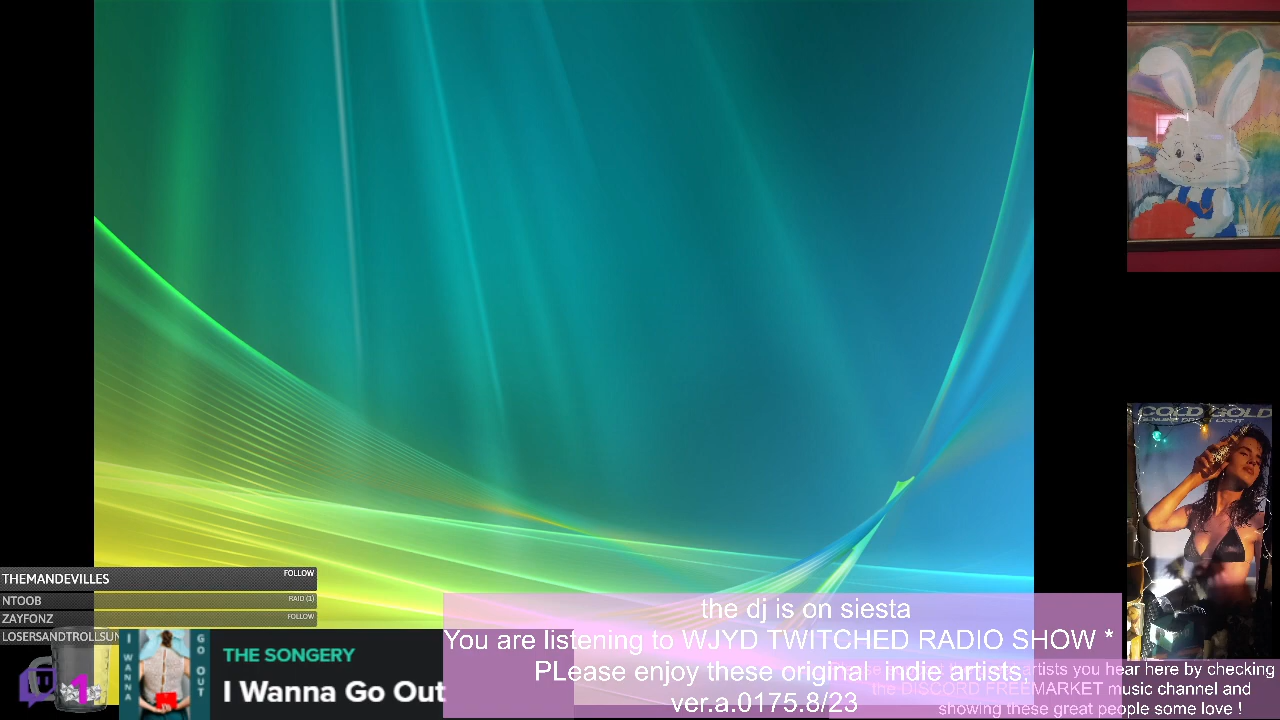 COLD GOLD
THEMANDEVILLES FOLLOW
NTOOB RAID (1)
ZAYFONZ FOLLOW
LOSERSANDTROLLSUN
1
I WANNA GO OUT
THE SONGERY
I Wanna Go Out
the dj is on siesta
You are listening to WJYD TWITCHED RADIO SHOW *
PLease enjoy these original indie artists,
ver.a.0175.8/23
artists you hear here by checking
the DISCORD FREEMARKET music channel and
showing these great people some love !